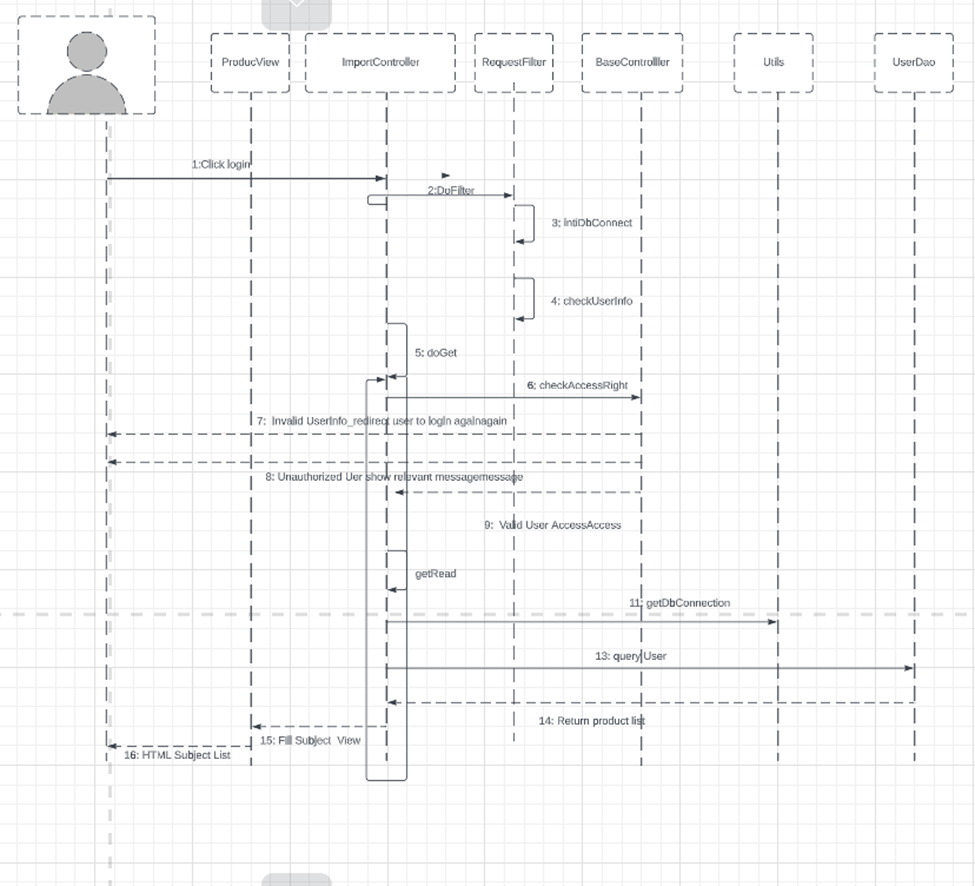 ProducView
ImportController
RequestFilter
BaseControlller
Utils
UserDao
1:Click login
2:DoFilter
3; intiDbConnect
4: checkUserInfo
5: doGet
6: checkAccessRight
7: Invalid UserInfo_redirect user to login againagain
8: Unauthorized Uer show relevant messagemessage
9: Valid User AccessAccess
getRead
11: getDbConnection
13: query User
14: Return product list
15: Fill Subject View
16: HTML Subject List